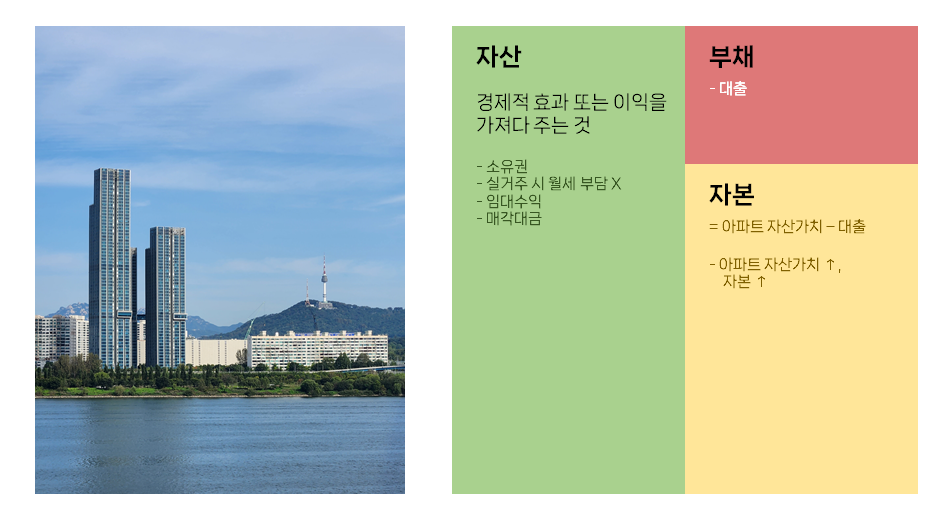 자산
경제적 효과 또는 이익을
가져다 주는 것
- 소유권
- 실거주 시 월세 부담 X
- 임대수익
- 매각대금
부채
- 대출
자본
= 아파트 자산가치 – 대출
- 아파트 자산가치 ↑,
자본 ↑